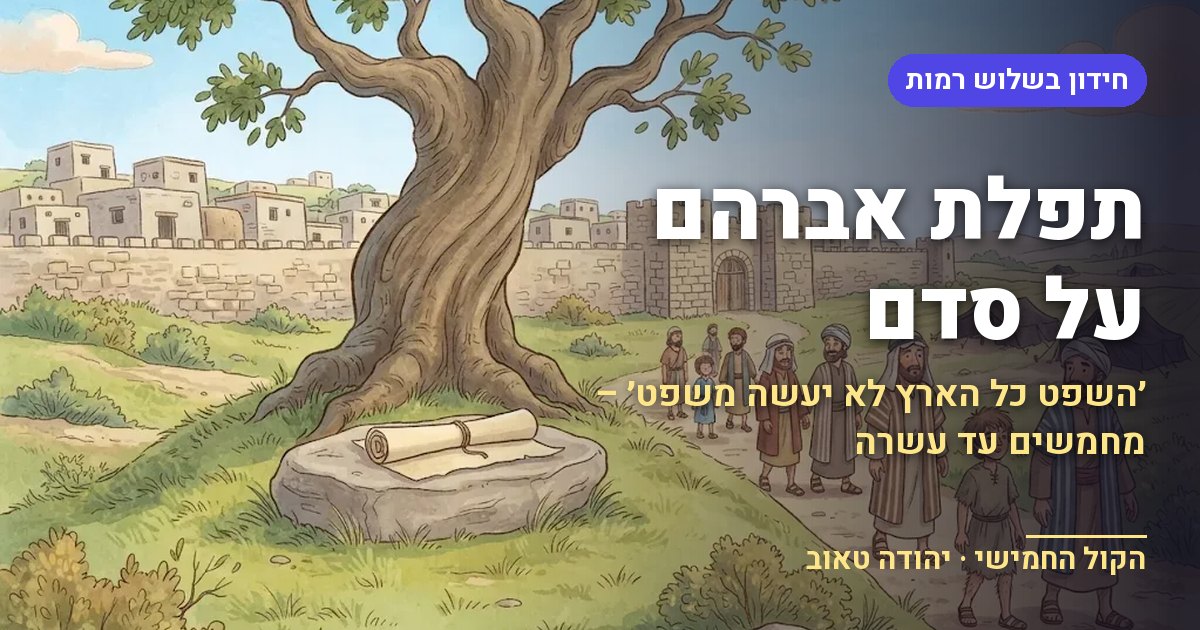 חידון בשלוש רמות
תפלת אברהם
על סדם
'השפט כל הארץ לא יעשה משפט' –
מחמשים עד עשרה
הקול החמישי · יהודה טאוב